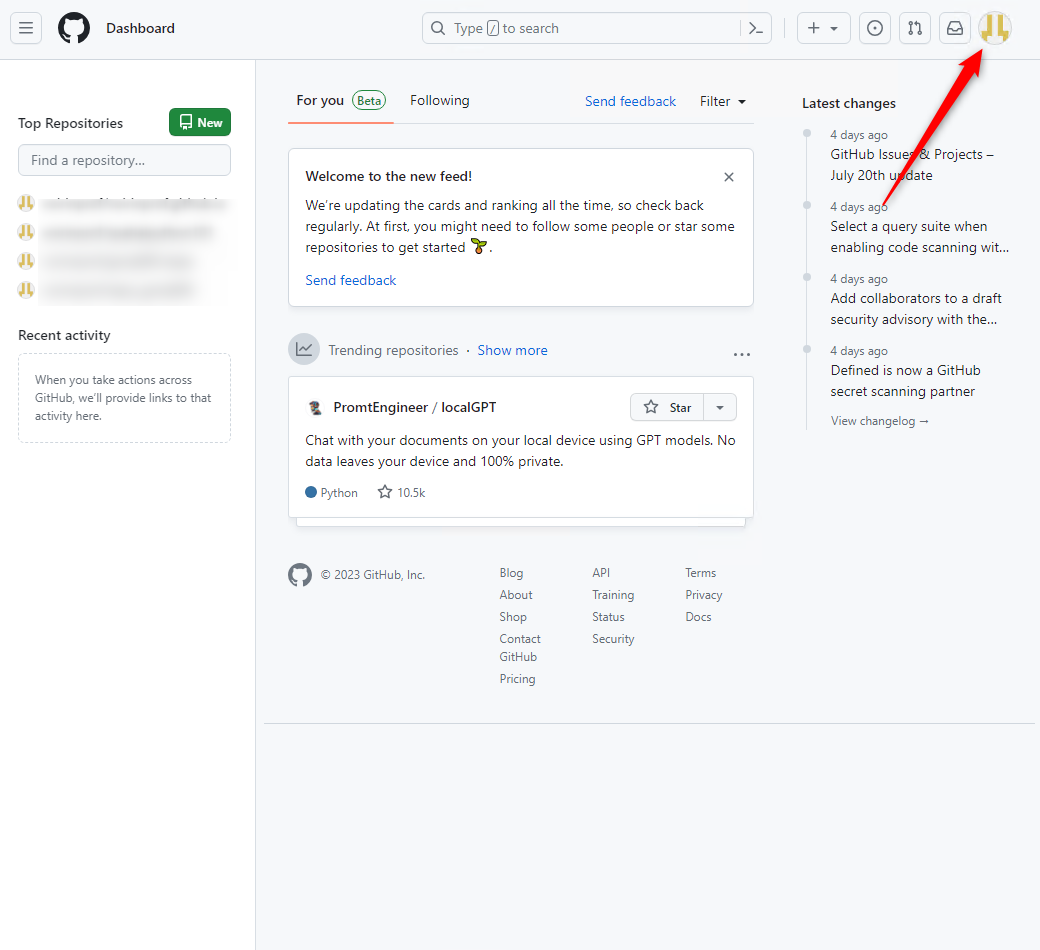 Dashboard
Type / to search
Top Repositories
New
Find a repository...
Recent activity
When you take actions across
GitHub, we'll provide links to that
activity here.
For you Beta
Following
Send feedback
Filter
Welcome to the new feed!
We're updating the cards and ranking all the time, so check back
regularly. At first, you might need to follow some people or star some
repositories to get started 🌱.
Send feedback
Trending repositories · Show more
PromtEngineer / localGPT
Star
Chat with your documents on your local device using GPT models. No
data leaves your device and 100% private.
Python
10.5k
Latest changes
4 days ago
GitHub Issues & Projects –
July 20th update
4 days ago
Select a query suite when
enabling code scanning wit...
4 days ago
Add collaborators to a draft
security advisory with the...
4 days ago
Defined is now a GitHub
secret scanning partner
View changelog →
© 2023 GitHub, Inc.
Blog
About
Shop
Contact
GitHub
Pricing
API
Training
Status
Security
Terms
Privacy
Docs